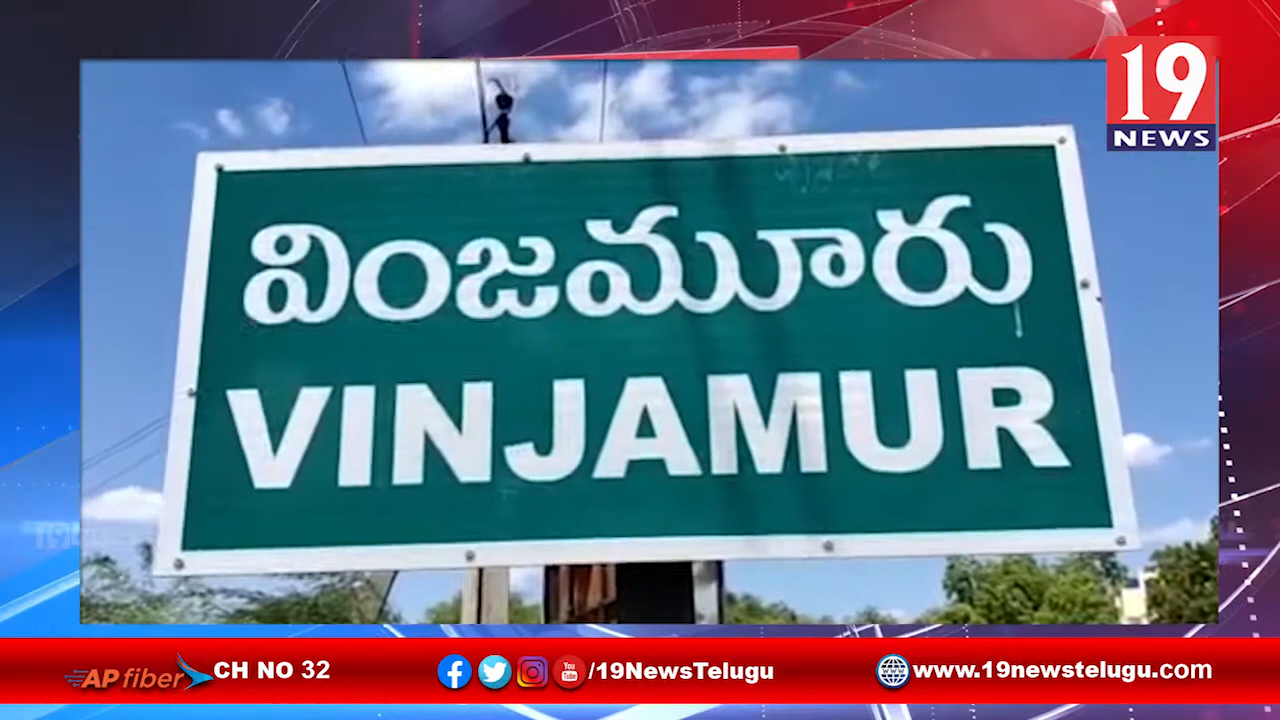 19
NEWS
వింజమూరు
VINJAMUR
AP fiber CH NO 32
/19NewsTelugu
www.19newstelugu.com